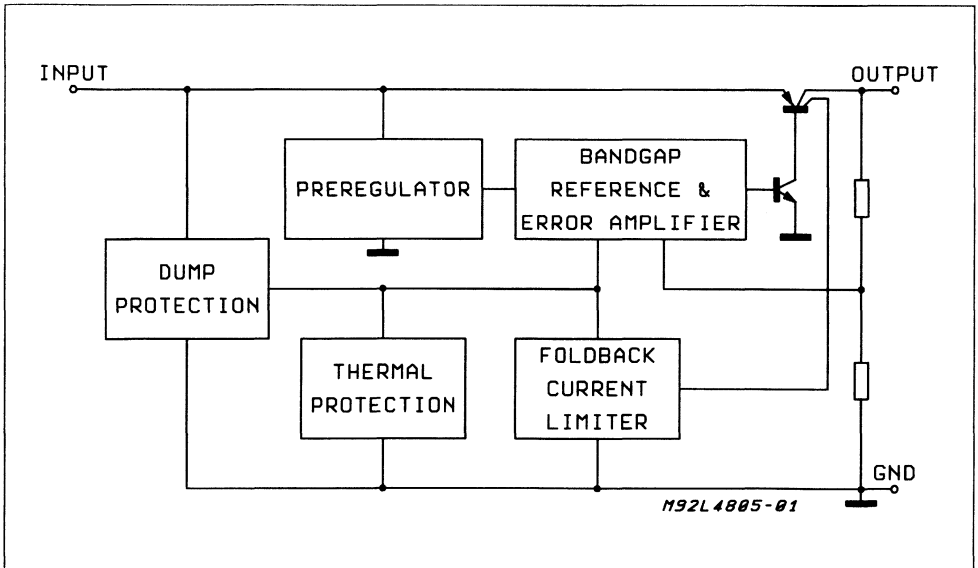 INPUT
OUTPUT
PREREGULATOR
BANDGAP
REFERENCE &
ERROR AMPLIFIER
DUMP
PROTECTION
THERMAL
PROTECTION
FOLDBACK
CURRENT
LIMITER
GND
M92L4805-01